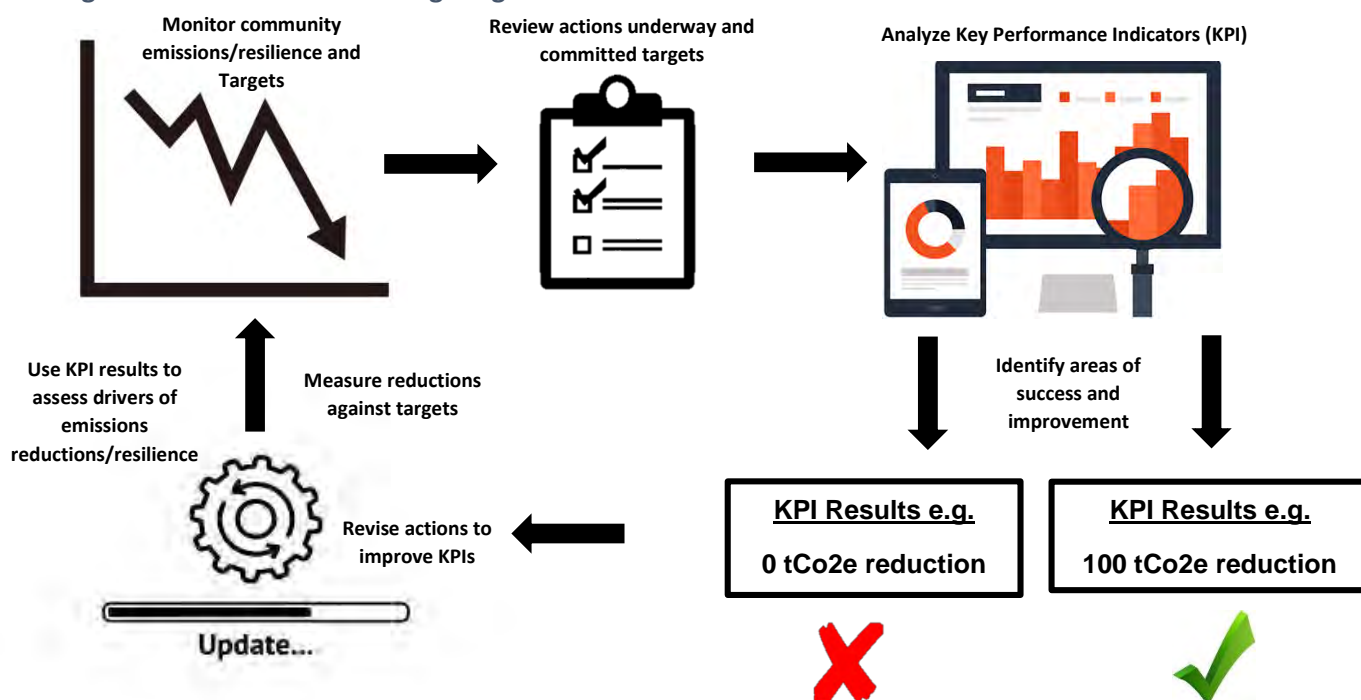 Monitor community
emissions/resilience and
Targets
Review actions underway and
committed targets
Analyze Key Performance Indicators (KPI)
Identify areas of
success and
improvement
KPI Results e.g.
0 tCo2e reduction
KPI Results e.g.
100 tCo2e reduction
Revise actions to
improve KPIs
Update...
Use KPI results to
assess drivers of
emissions
reductions/resilience
Measure reductions
against targets